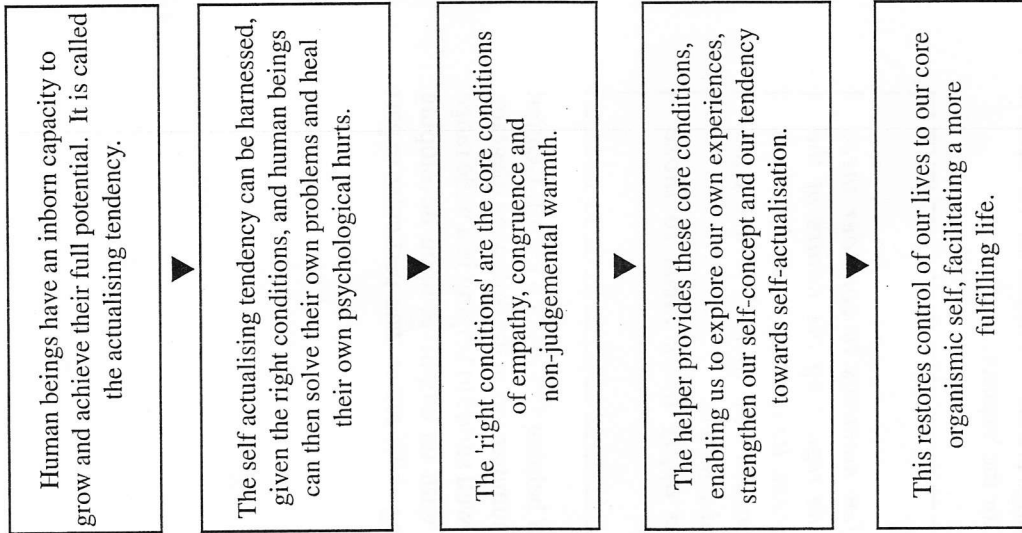 Human beings have an inborn capacity to
grow and achieve their full potential. It is called
the actualising tendency.
The self actualising tendency can be harnessed,
given the right conditions, and human beings
can then solve their own problems and heal
their own psychological hurts.
The 'right conditions' are the core conditions
of empathy, congruence and
non-judgemental warmth.
The helper provides these core conditions,
enabling us to explore our own experiences,
strengthen our self-concept and our tendency
towards self-actualisation.
This restores control of our lives to our core
organismic self, facilitating a more
fulfilling life.